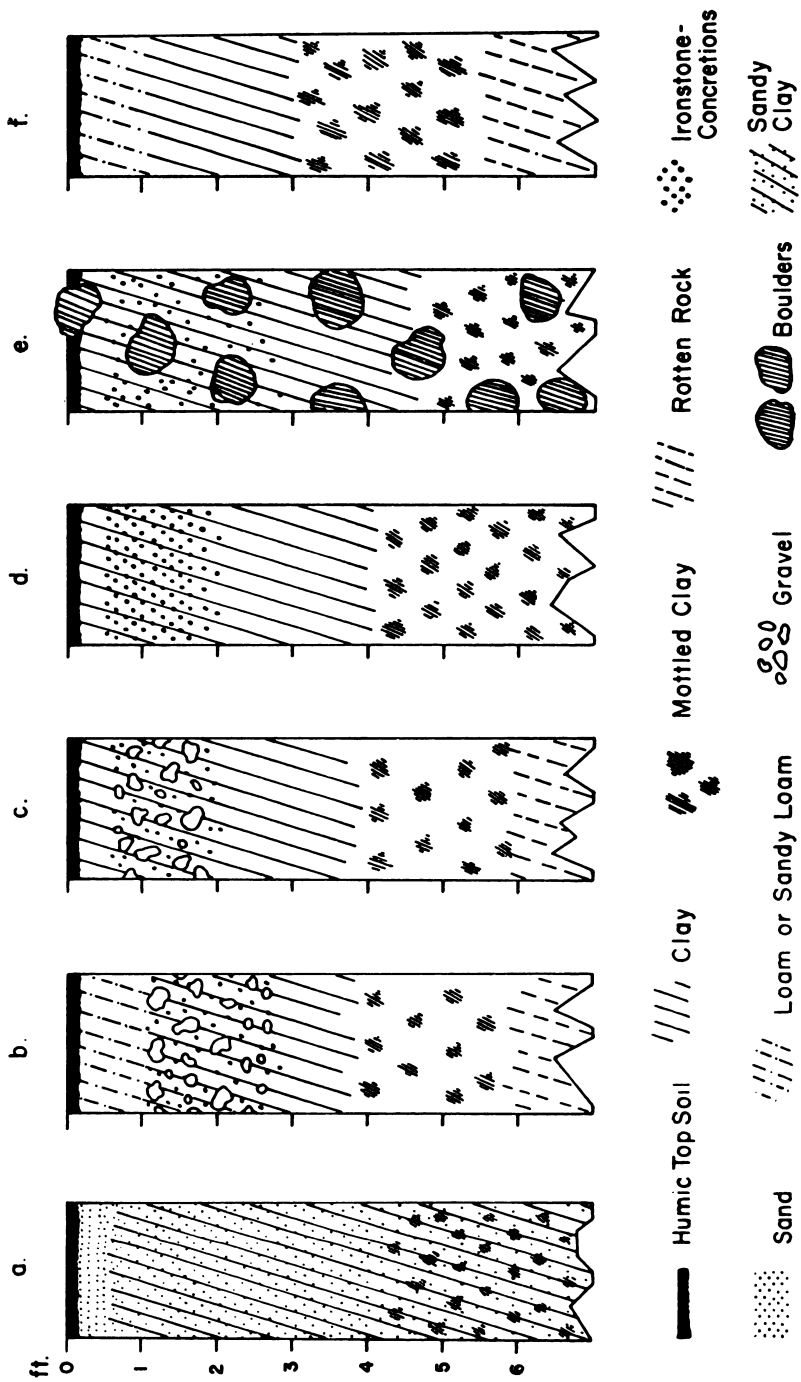 a.
b.
c.
d.
e.
f.
ft.
0
1
2
3
4
5
6
Humic Top Soil
Clay
Mottled Clay
Rotten Rock
Ironstone-
Concretions
Sand
Loam or Sandy Loam
Gravel
Boulders
Sandy
Clay